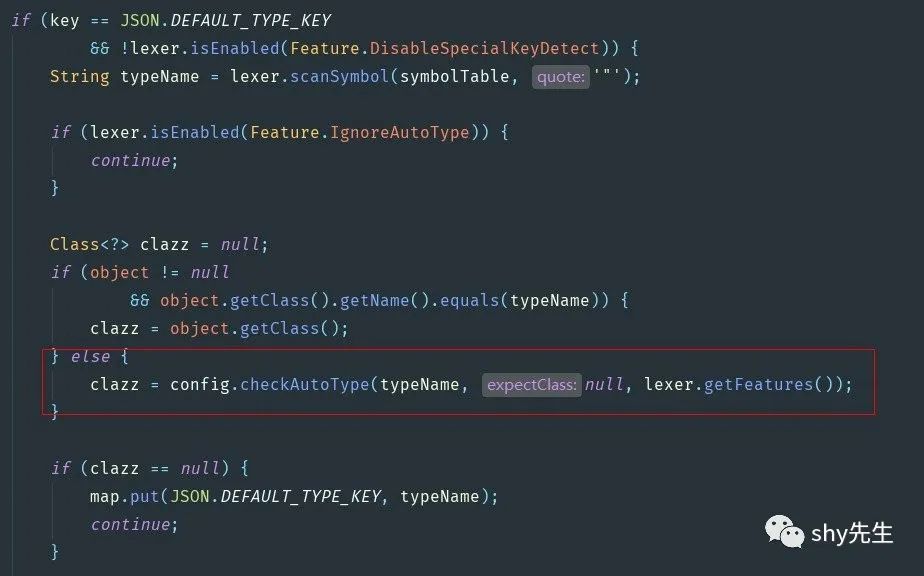 if (key == JSON.DEFAULT_TYPE_KEY
        && !lexer.isEnabled(Feature.DisableSpecialKeyDetect)) {
    String typeName = lexer.scanSymbol(symbolTable, quote: '"');

    if (lexer.isEnabled(Feature.IgnoreAutoType)) {
        continue;
    }

    Class<?> clazz = null;
    if (object != null
            && object.getClass().getName().equals(typeName)) {
        clazz = object.getClass();
    } else {
        clazz = config.checkAutoType(typeName, expectClass: null, lexer.getFeatures());
    }

    if (clazz == null) {
        map.put(JSON.DEFAULT_TYPE_KEY, typeName);
        continue;
    }
shy先生